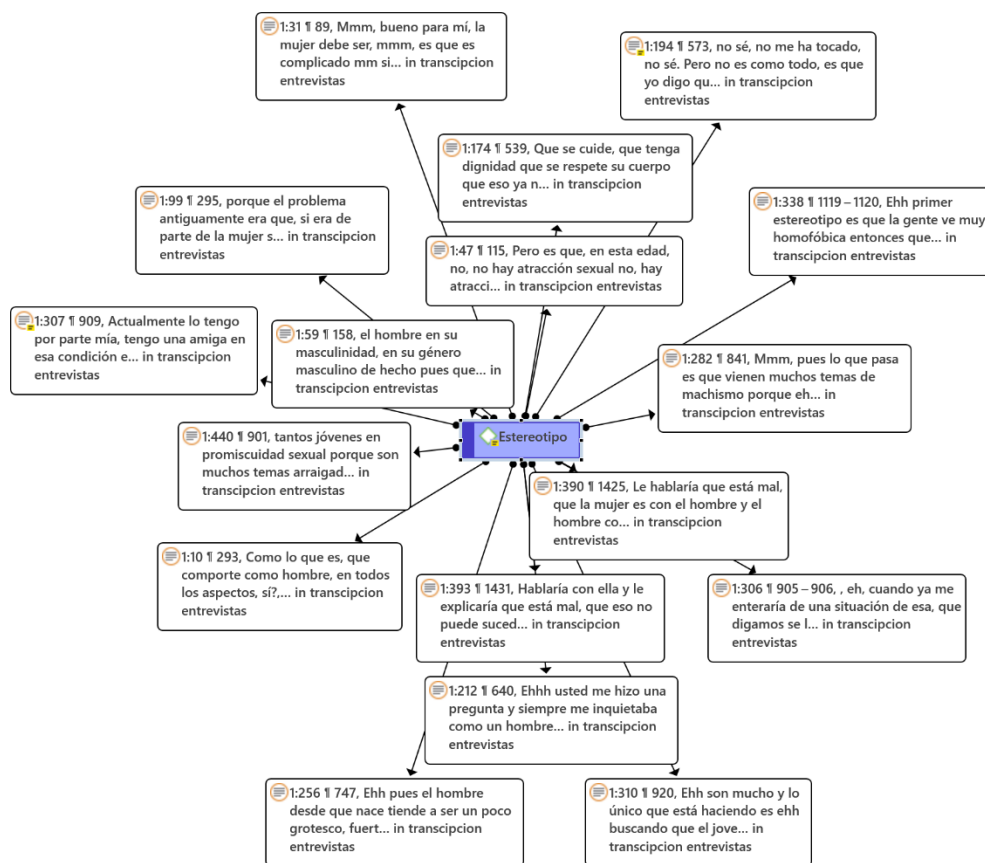 1:31 ¶ 89, Mmm, bueno para mí, la
mujer debe ser, mmm, es que es
complicado mm si... in transcipcion
entrevistas
1:194 ¶ 573, no sé, no me ha tocado,
no sé. Pero no es como todo, es que
yo digo qu... in transcipcion
entrevistas
1:174 ¶ 539, Que se cuide, que tenga
dignidad que se respete su cuerpo
que eso ya n... in transcipcion
entrevistas
1:99 ¶ 295, porque el problema
antiguamente era que, si era de
parte de la mujer s... in transcipcion
entrevistas
1:338 ¶ 1119 – 1120, Ehh primer
estereotipo es que la gente ve muy
homofóbica entonces que... in
transcipcion entrevistas
1:47 ¶ 115, Pero es que, en esta edad,
no, no hay atracción sexual no, hay
atracci... in transcipcion entrevistas
1:307 ¶ 909, Actualmente lo tengo
por parte mía, tengo una amiga en
esa condición e... in transcipcion
entrevistas
1:59 ¶ 158, el hombre en su
masculinidad, en su género
masculino de hecho pues que... in
transcipcion entrevistas
1:282 ¶ 841, Mmm, pues lo que pasa
es que vienen muchos temas de
machismo porque eh... in
transcipcion entrevistas
Estereotipo
1:440 ¶ 901, tantos jóvenes en
promiscuidad sexual porque son
muchos temas arraigad... in
transcipcion entrevistas
1:390 ¶ 1425, Le hablaría que está mal,
que la mujer es con el hombre y el
hombre co... in transcipcion
entrevistas
1:10 ¶ 293, Como lo que es, que
comporte como hombre, en todos
los aspectos, sí?,... in transcipcion
entrevistas
1:393 ¶ 1431, Hablaría con ella y le
explicaría que está mal, que eso no
puede suced... in transcipcion
entrevistas
1:306 ¶ 905 – 906, , eh, cuando ya me
enteraría de una situación de esa, que
digamos se l... in transcipcion
entrevistas
1:212 ¶ 640, Ehhh usted me hizo una
pregunta y siempre me inquietaba
como un hombre... in transcipcion
entrevistas
1:256 ¶ 747, Ehh pues el hombre
desde que nace tiende a ser un poco
grotesco, fuert... in transcipcion
entrevistas
1:310 ¶ 920, Ehh son mucho y lo
único que está haciendo es ehh
buscando que el jove... in
transcipcion entrevistas